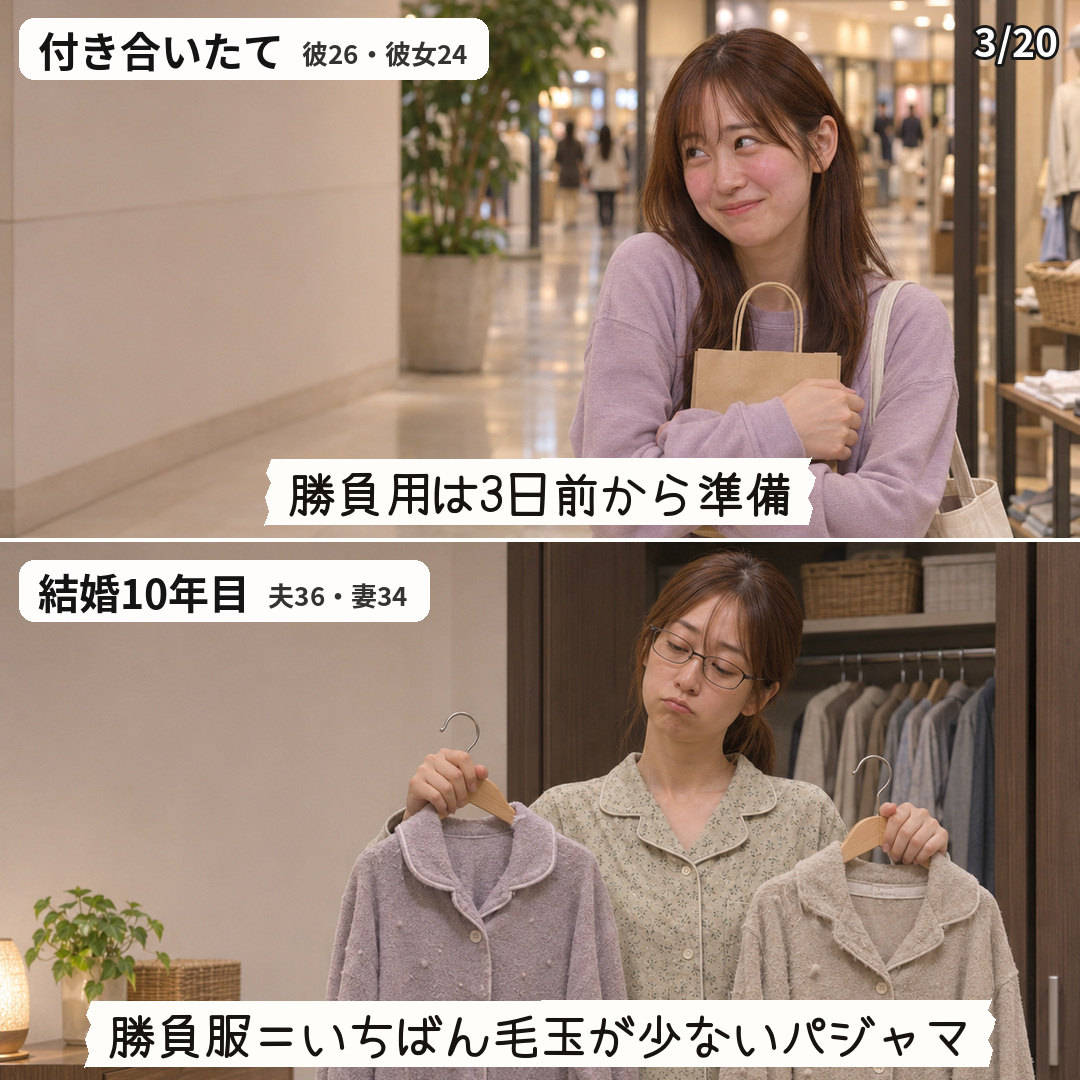 付き合いたて 彼26・彼女24
3/20
勝負用は3日前から準備
結婚10年目 夫36・妻34
勝負服=いちばん毛玉が少ないパジャマ